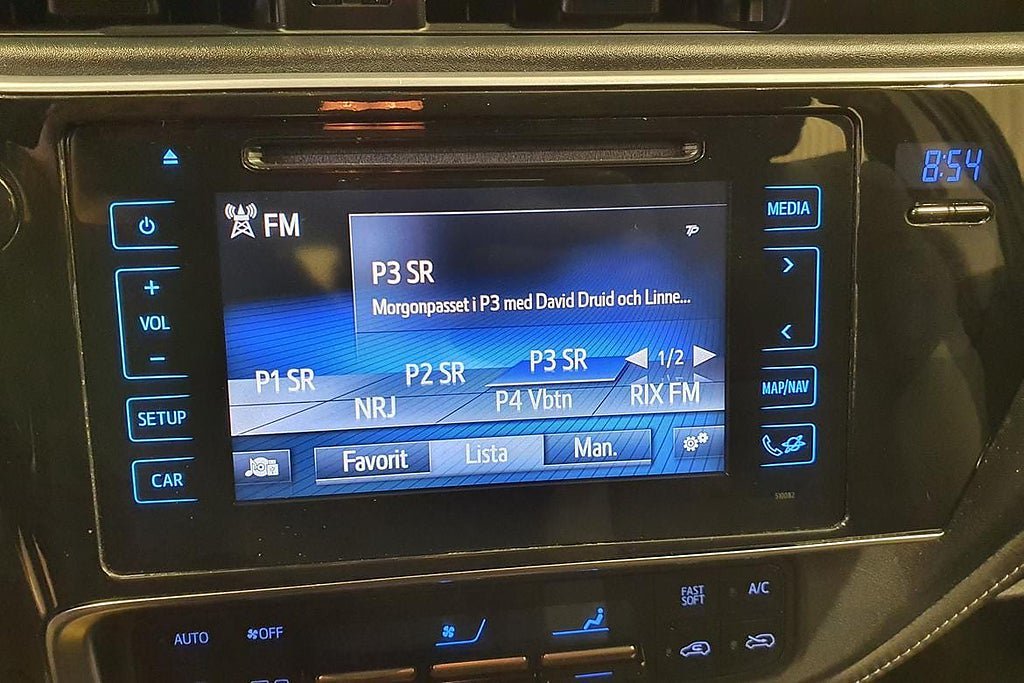 8:54
MEDIA
FM
TP
VOL
P3 SR
Morgonpasset i P3 med David Druid och Linne...
P1 SR
P2 SR
P3 SR
1/2
NRJ
P4 Vbtn
RIX FM
MAP/NAV
SETUP
Favorit
Lista
Man.
CAR
510082
FAST
SOFT
A/C
AUTO
OFF